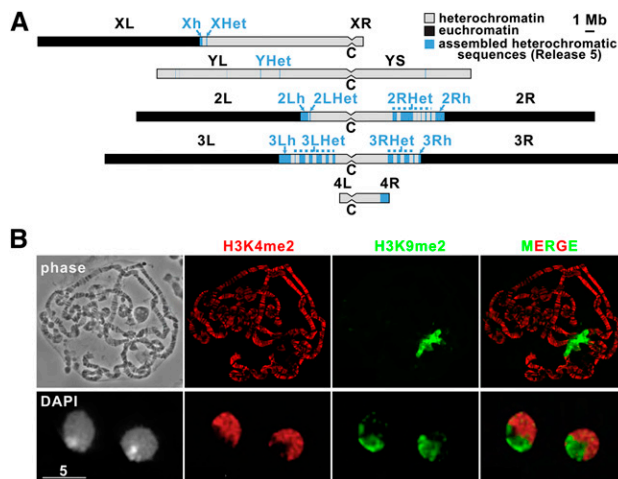 A
XL
Xh
XHet
XR
heterochromatin
euchromatin
assembled heterochromatic
sequences (Release 5)
1 Mb
C
YL
YHet
YS
C
2L
2Lh
2LHet
2RHet
2Rh
2R
C
3L
3Lh
3LHet
3RHet
3Rh
3R
C
4L
4R
C
B
H3K4me2
H3K9me2
MERGE
phase
DAPI
5